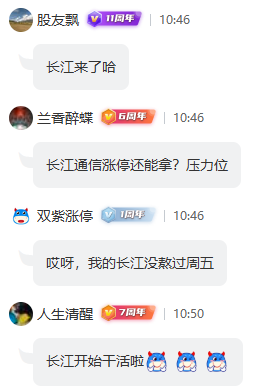 股友飘 11周年 10:46
长江来了哈
兰香醉蝶 6周年 10:46
长江通信涨停还能拿？压力位
双紫涨停 1周年 10:46
哎呀，我的长江没熬过周五
人生清醒 7周年 10:50
长江开始干活啦